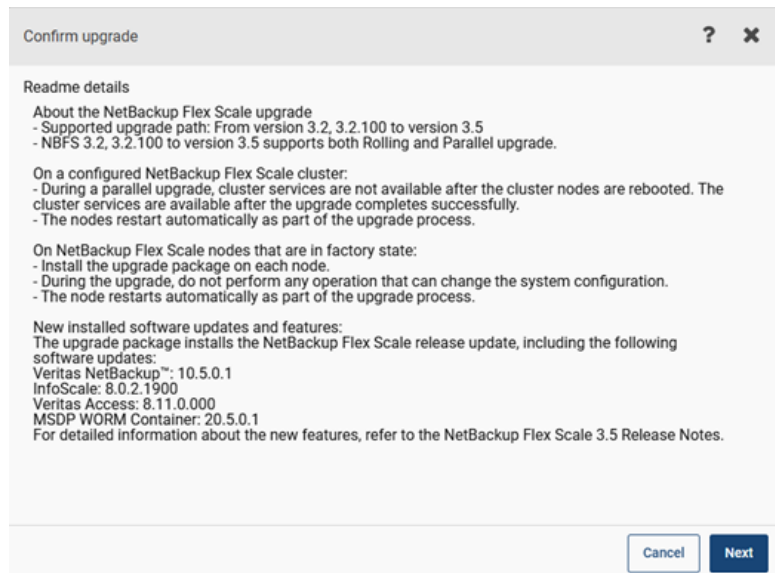 Confirm upgrade
? ✖
Readme details
About the NetBackup Flex Scale upgrade
- Supported upgrade path: From version 3.2, 3.2.100 to version 3.5
- NBFS 3.2, 3.2.100 to version 3.5 supports both Rolling and Parallel upgrade.
On a configured NetBackup Flex Scale cluster:
- During a parallel upgrade, cluster services are not available after the cluster nodes are rebooted. The
cluster services are available after the upgrade completes successfully.
- The nodes restart automatically as part of the upgrade process.
On NetBackup Flex Scale nodes that are in factory state:
- Install the upgrade package on each node.
- During the upgrade, do not perform any operation that can change the system configuration.
- The node restarts automatically as part of the upgrade process.
New installed software updates and features:
The upgrade package installs the NetBackup Flex Scale release update, including the following
software updates:
Veritas NetBackup™: 10.5.0.1
InfoScale: 8.0.2.1900
Veritas Access: 8.11.0.000
MSDP WORM Container: 20.5.0.1
For detailed information about the new features, refer to the NetBackup Flex Scale 3.5 Release Notes.
Cancel
Next